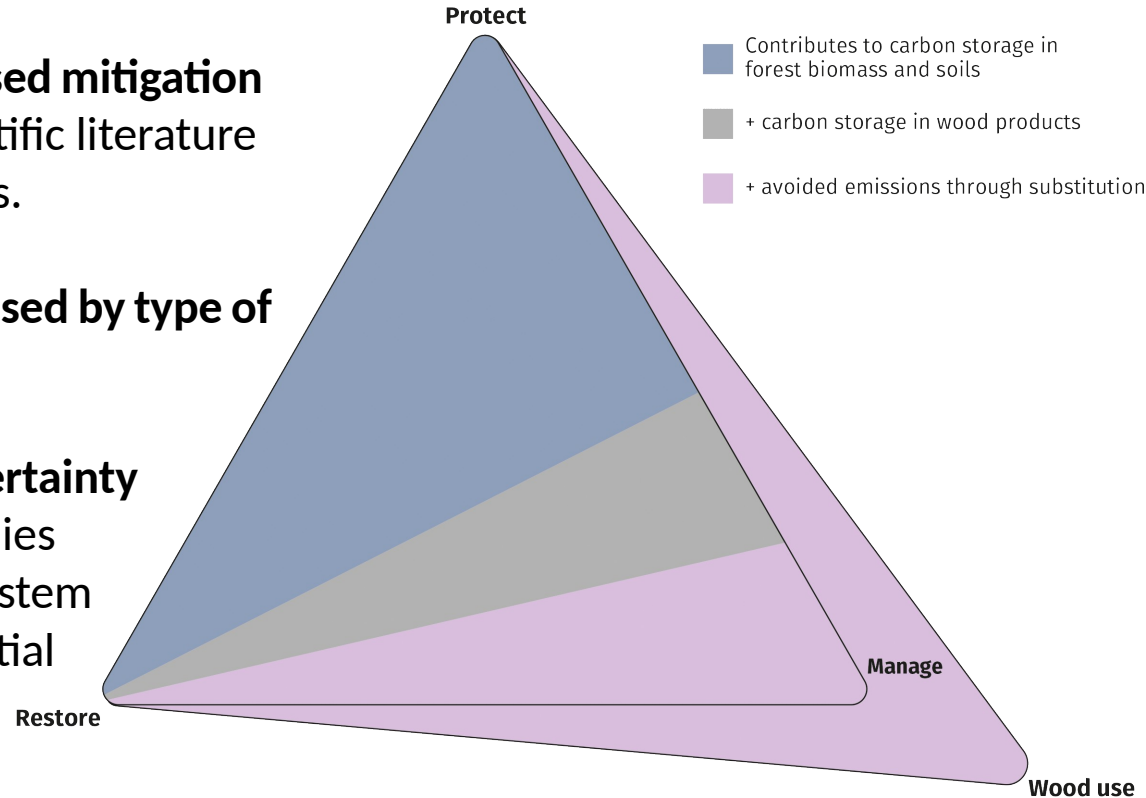 Protect
Contributes to carbon storage in
forest biomass and soils
+ carbon storage in wood products
+ avoided emissions through substitution
sed mitigation
tific literature
s.
sed by type of
ertainty
ies
stem
tial
Manage
Restore
Wood use